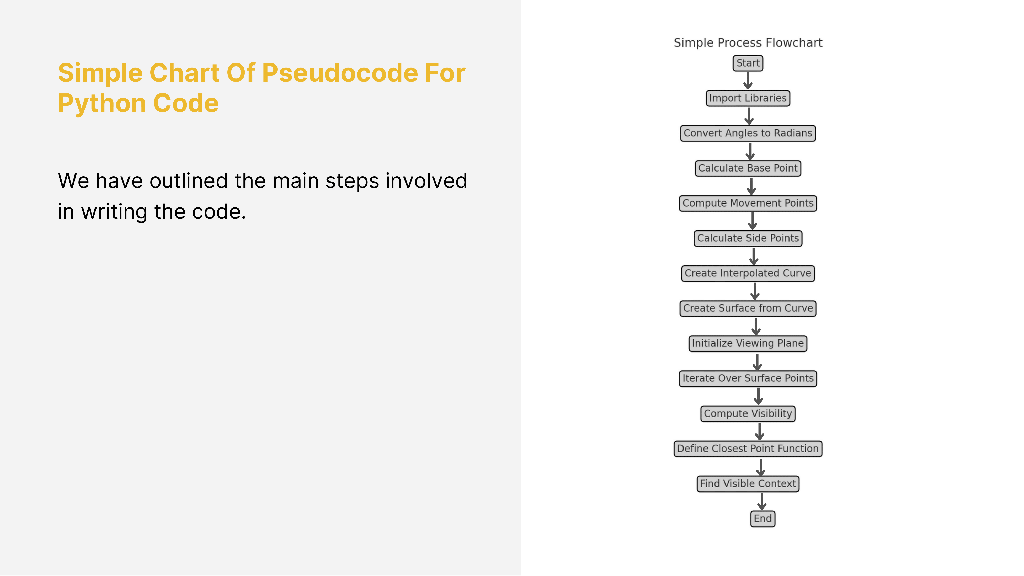 Simple Chart Of Pseudocode For
Python Code
We have outlined the main steps involved
in writing the code.
Simple Process Flowchart
Start
Import Libraries
Convert Angles to Radians
Calculate Base Point
Compute Movement Points
Calculate Side Points
Create Interpolated Curve
Create Surface from Curve
Initialize Viewing Plane
Iterate Over Surface Points
Compute Visibility
Define Closest Point Function
Find Visible Context
End